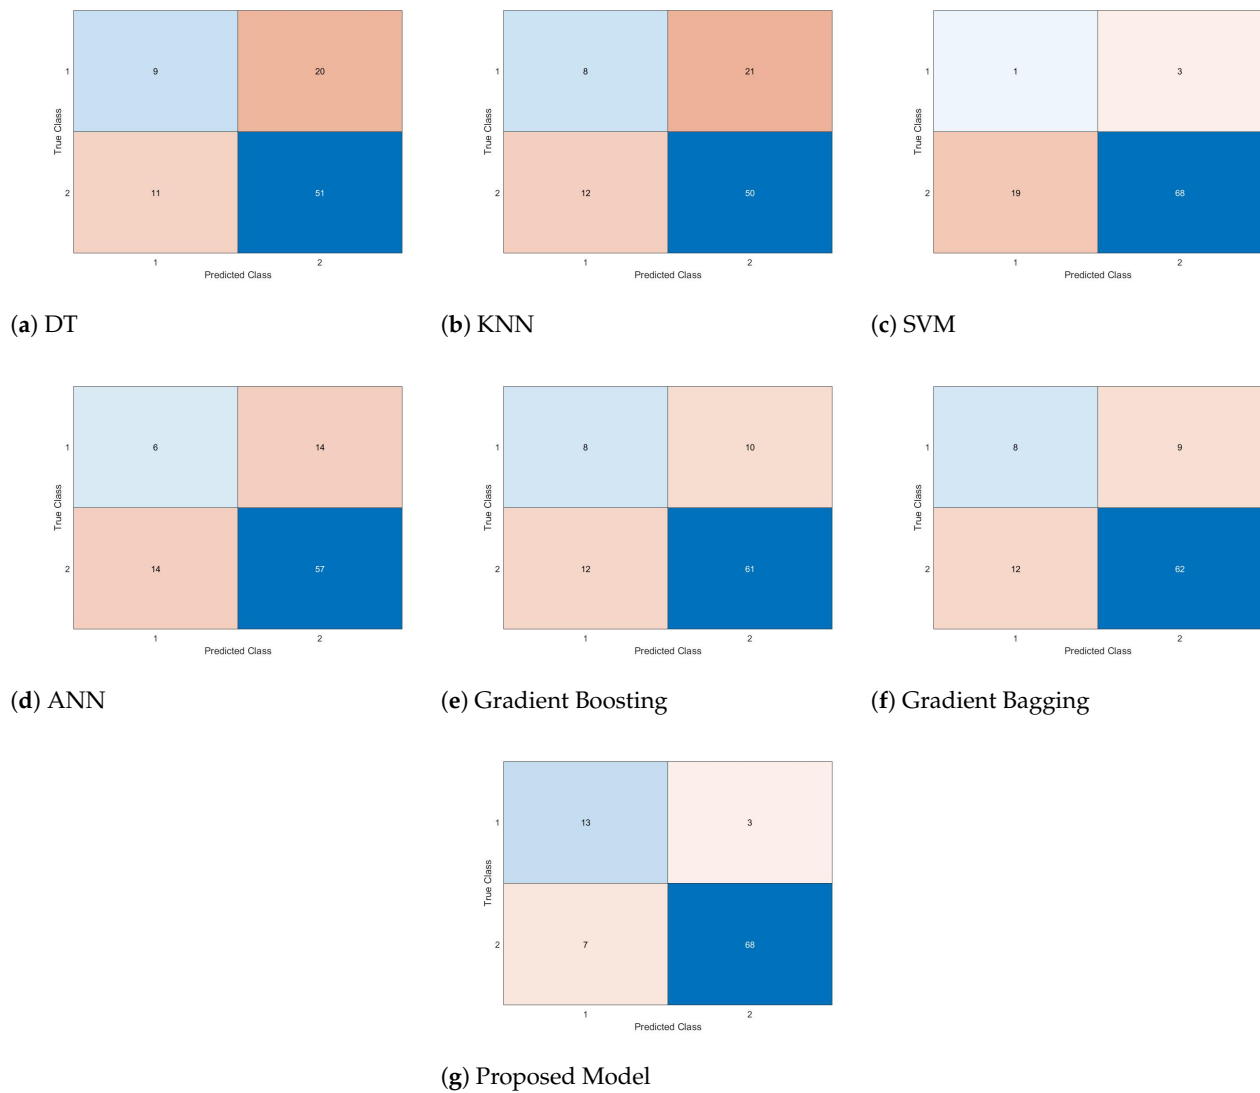 1 9 20
True Class
2 11 51
1 2
Predicted Class
(a) DT
1 8 21
True Class
2 12 50
1 2
Predicted Class
(b) KNN
1 1 3
True Class
2 19 68
1 2
Predicted Class
(c) SVM
1 6 14
True Class
2 14 57
1 2
Predicted Class
(d) ANN
1 8 10
True Class
2 12 61
1 2
Predicted Class
(e) Gradient Boosting
1 8 9
True Class
2 12 62
1 2
Predicted Class
(f) Gradient Bagging
1 13 3
True Class
2 7 68
1 2
Predicted Class
(g) Proposed Model